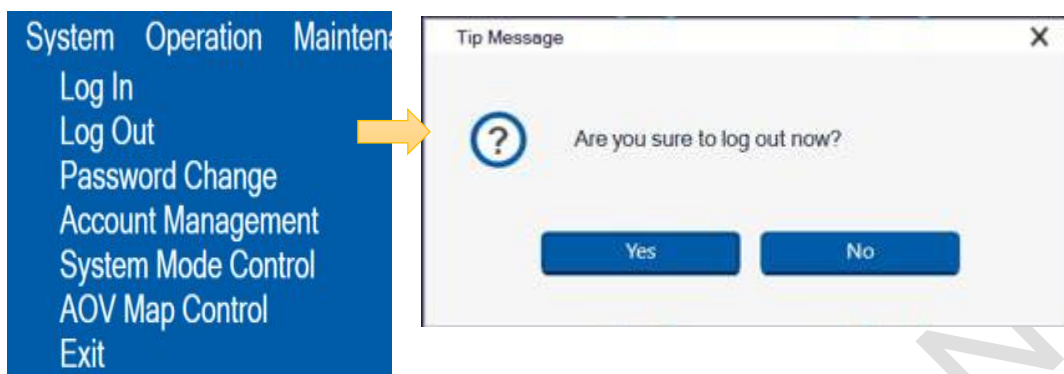 System Operation Maintena
Log In
Log Out
Password Change
Account Management
System Mode Control
AOV Map Control
Exit
Tip Message
Are you sure to log out now?
Yes No